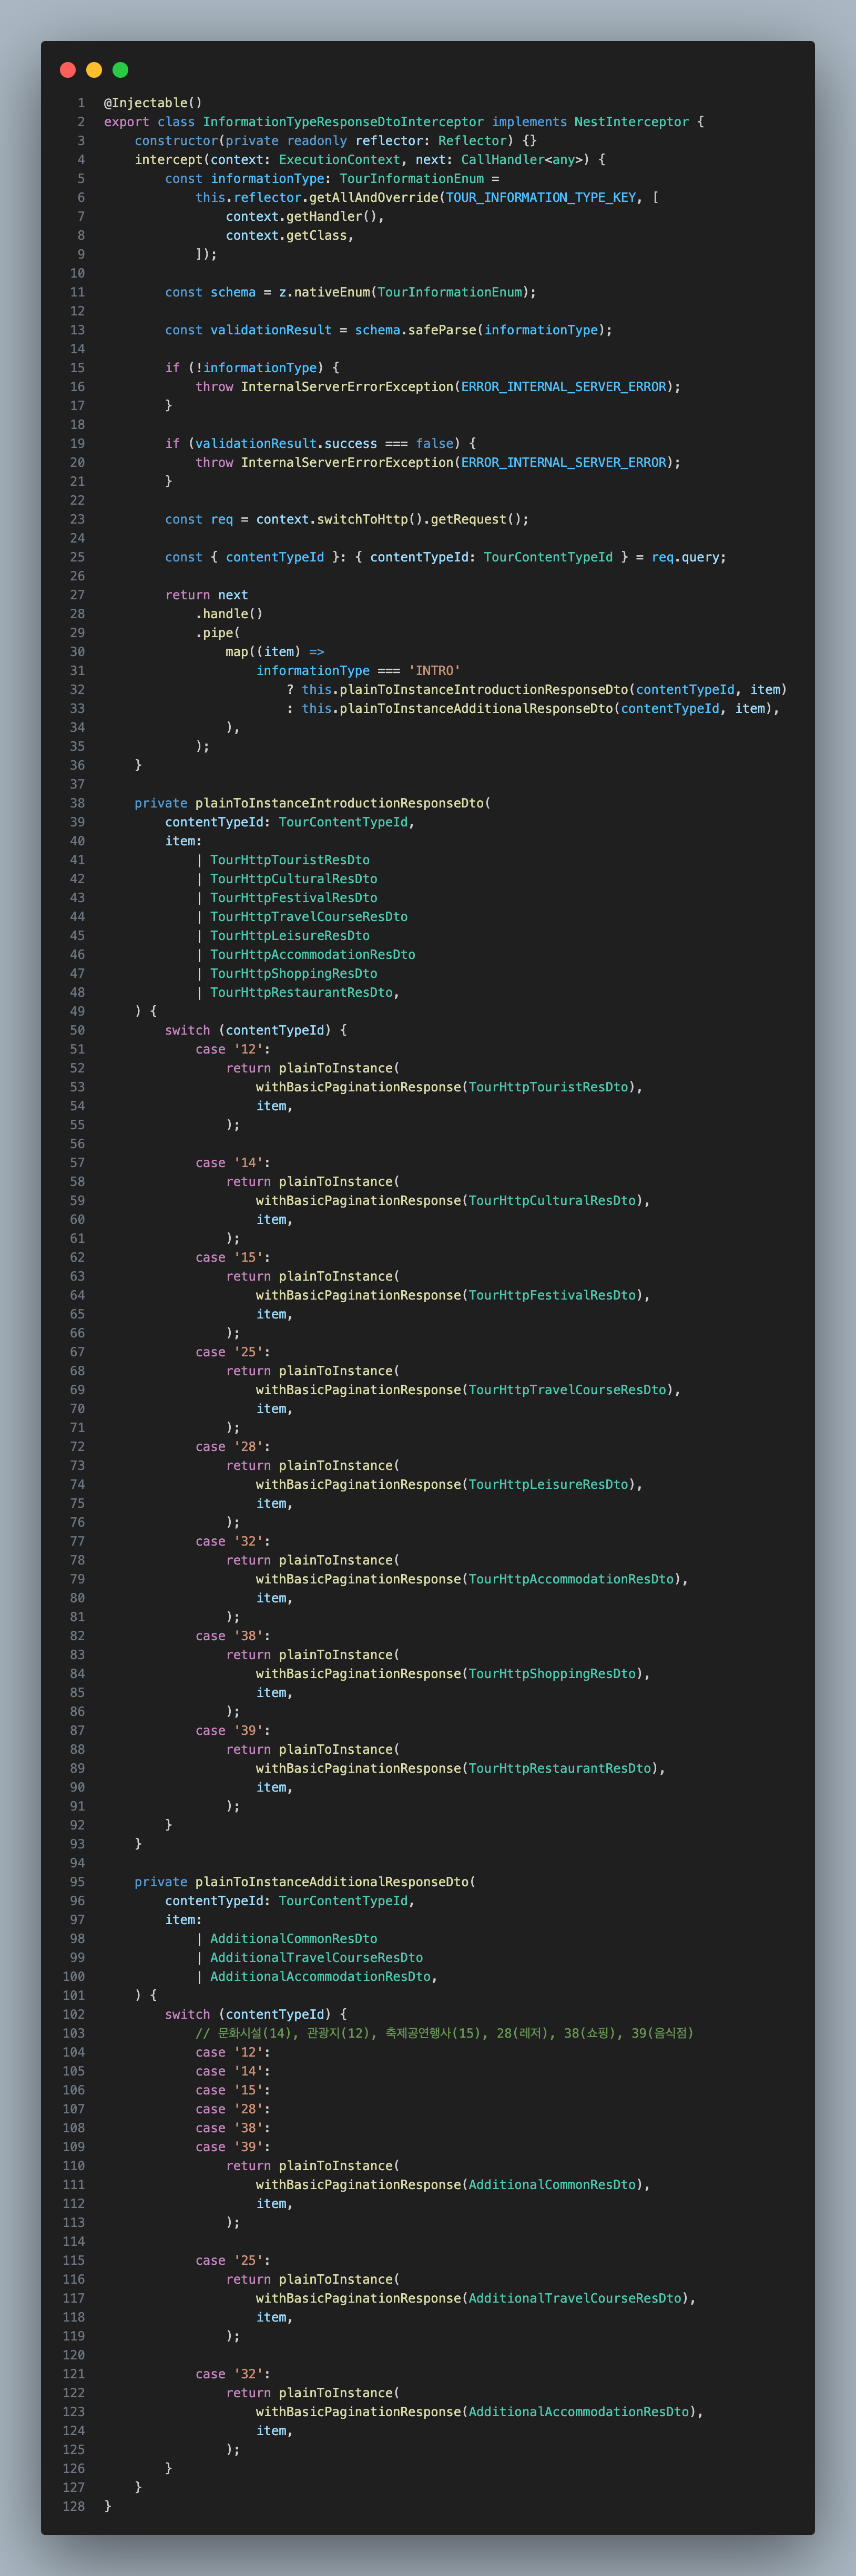 1 @Injectable()
2 export class InformationTypeResponseDtoInterceptor implements NestInterceptor {
3     constructor(private readonly reflector: Reflector) {}
4     intercept(context: ExecutionContext, next: CallHandler<any>) {
5         const informationType: TourInformationEnum =
6             this.reflector.getAllAndOverride(TOUR_INFORMATION_TYPE_KEY, [
7                 context.getHandler(),
8                 context.getClass,
9             ]);
10
11         const schema = z.nativeEnum(TourInformationEnum);
12
13         const validationResult = schema.safeParse(informationType);
14
15         if (!informationType) {
16             throw InternalServerErrorException(ERROR_INTERNAL_SERVER_ERROR);
17         }
18
19         if (validationResult.success === false) {
20             throw InternalServerErrorException(ERROR_INTERNAL_SERVER_ERROR);
21         }
22
23         const req = context.switchToHttp().getRequest();
24
25         const { contentTypeId }: { contentTypeId: TourContentTypeId } = req.query;
26
27         return next
28             .handle()
29             .pipe(
30                 map((item) =>
31                     informationType === 'INTRO'
32                         ? this.plainToInstanceIntroductionResponseDto(contentTypeId, item)
33                         : this.plainToInstanceAdditionalResponseDto(contentTypeId, item),
34                 ),
35             );
36     }
37
38     private plainToInstanceIntroductionResponseDto(
39         contentTypeId: TourContentTypeId,
40         item:
41             | TourHttpTouristResDto
42             | TourHttpCulturalResDto
43             | TourHttpFestivalResDto
44             | TourHttpTravelCourseResDto
45             | TourHttpLeisureResDto
46             | TourHttpAccommodationResDto
47             | TourHttpShoppingResDto
48             | TourHttpRestaurantResDto,
49     ) {
50         switch (contentTypeId) {
51             case '12':
52                 return plainToInstance(
53                     withBasicPaginationResponse(TourHttpTouristResDto),
54                     item,
55                 );
56
57             case '14':
58                 return plainToInstance(
59                     withBasicPaginationResponse(TourHttpCulturalResDto),
60                     item,
61                 );
62             case '15':
63                 return plainToInstance(
64                     withBasicPaginationResponse(TourHttpFestivalResDto),
65                     item,
66                 );
67             case '25':
68                 return plainToInstance(
69                     withBasicPaginationResponse(TourHttpTravelCourseResDto),
70                     item,
71                 );
72             case '28':
73                 return plainToInstance(
74                     withBasicPaginationResponse(TourHttpLeisureResDto),
75                     item,
76                 );
77             case '32':
78                 return plainToInstance(
79                     withBasicPaginationResponse(TourHttpAccommodationResDto),
80                     item,
81                 );
82             case '38':
83                 return plainToInstance(
84                     withBasicPaginationResponse(TourHttpShoppingResDto),
85                     item,
86                 );
87             case '39':
88                 return plainToInstance(
89                     withBasicPaginationResponse(TourHttpRestaurantResDto),
90                     item,
91                 );
92         }
93     }
94
95     private plainToInstanceAdditionalResponseDto(
96         contentTypeId: TourContentTypeId,
97         item:
98             | AdditionalCommonResDto
99             | AdditionalTravelCourseResDto
100             | AdditionalAccommodationResDto,
101     ) {
102         switch (contentTypeId) {
103             // 문화시설(14), 관광지(12), 축제공연행사(15), 28(레저), 38(쇼핑), 39(음식점)
104             case '12':
105             case '14':
106             case '15':
107             case '28':
108             case '38':
109             case '39':
110                 return plainToInstance(
111                     withBasicPaginationResponse(AdditionalCommonResDto),
112                     item,
113                 );
114
115             case '25':
116                 return plainToInstance(
117                     withBasicPaginationResponse(AdditionalTravelCourseResDto),
118                     item,
119                 );
120
121             case '32':
122                 return plainToInstance(
123                     withBasicPaginationResponse(AdditionalAccommodationResDto),
124                     item,
125                 );
126         }
127     }
128 }